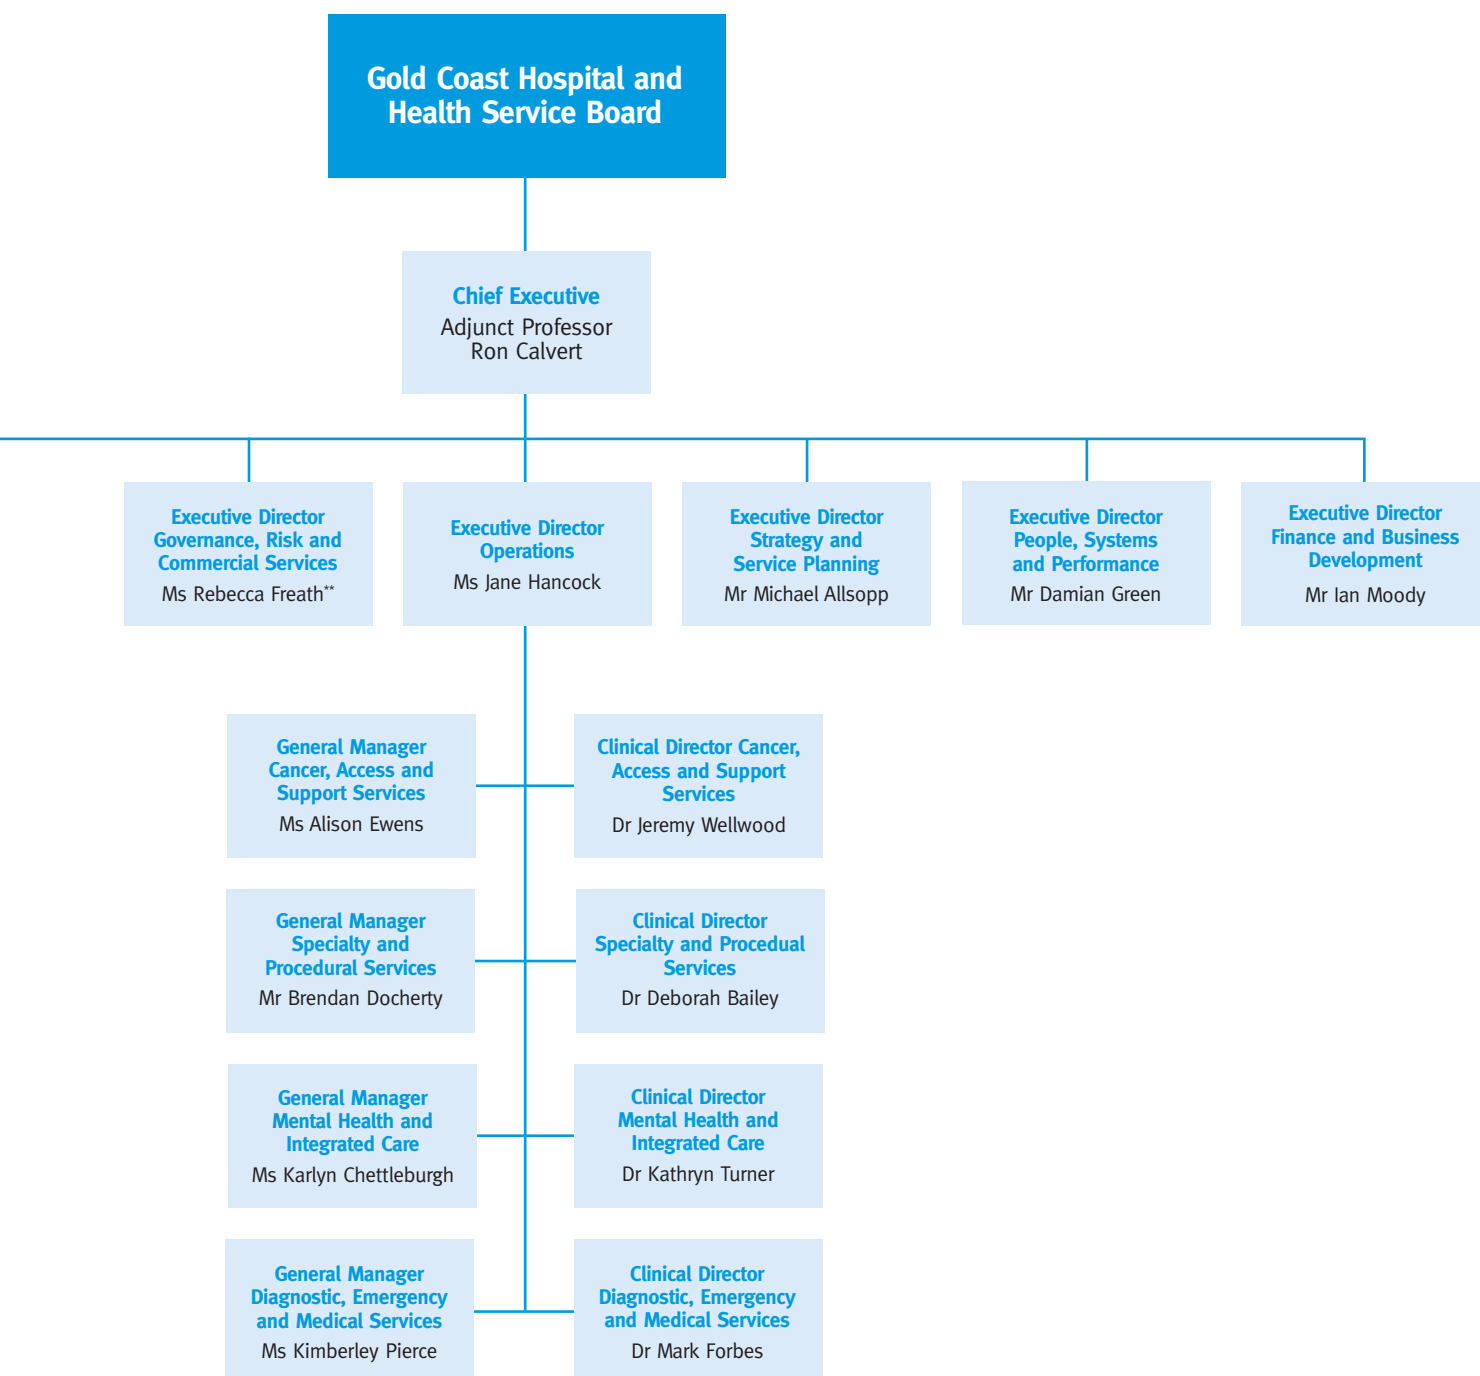 Gold Coast Hospital and
Health Service Board
Chief Executive
Adjunct Professor
Ron Calvert
Executive Director
Governance, Risk and
Commercial Services
Ms Rebecca Freath**
Executive Director
Operations
Ms Jane Hancock
Executive Director
Strategy and
Service Planning
Mr Michael Allsopp
Executive Director
People, Systems
and Performance
Mr Damian Green
Executive Director
Finance and Business
Development
Mr Ian Moody
General Manager
Cancer, Access and
Support Services
Ms Alison Ewens
Clinical Director Cancer,
Access and Support
Services
Dr Jeremy Wellwood
General Manager
Specialty and
Procedural Services
Mr Brendan Docherty
Clinical Director
Specialty and Procedual
Services
Dr Deborah Bailey
General Manager
Mental Health and
Integrated Care
Ms Karlyn Chettleburgh
Clinical Director
Mental Health and
Integrated Care
Dr Kathryn Turner
General Manager
Diagnostic, Emergency
and Medical Services
Ms Kimberley Pierce
Clinical Director
Diagnostic, Emergency
and Medical Services
Dr Mark Forbes